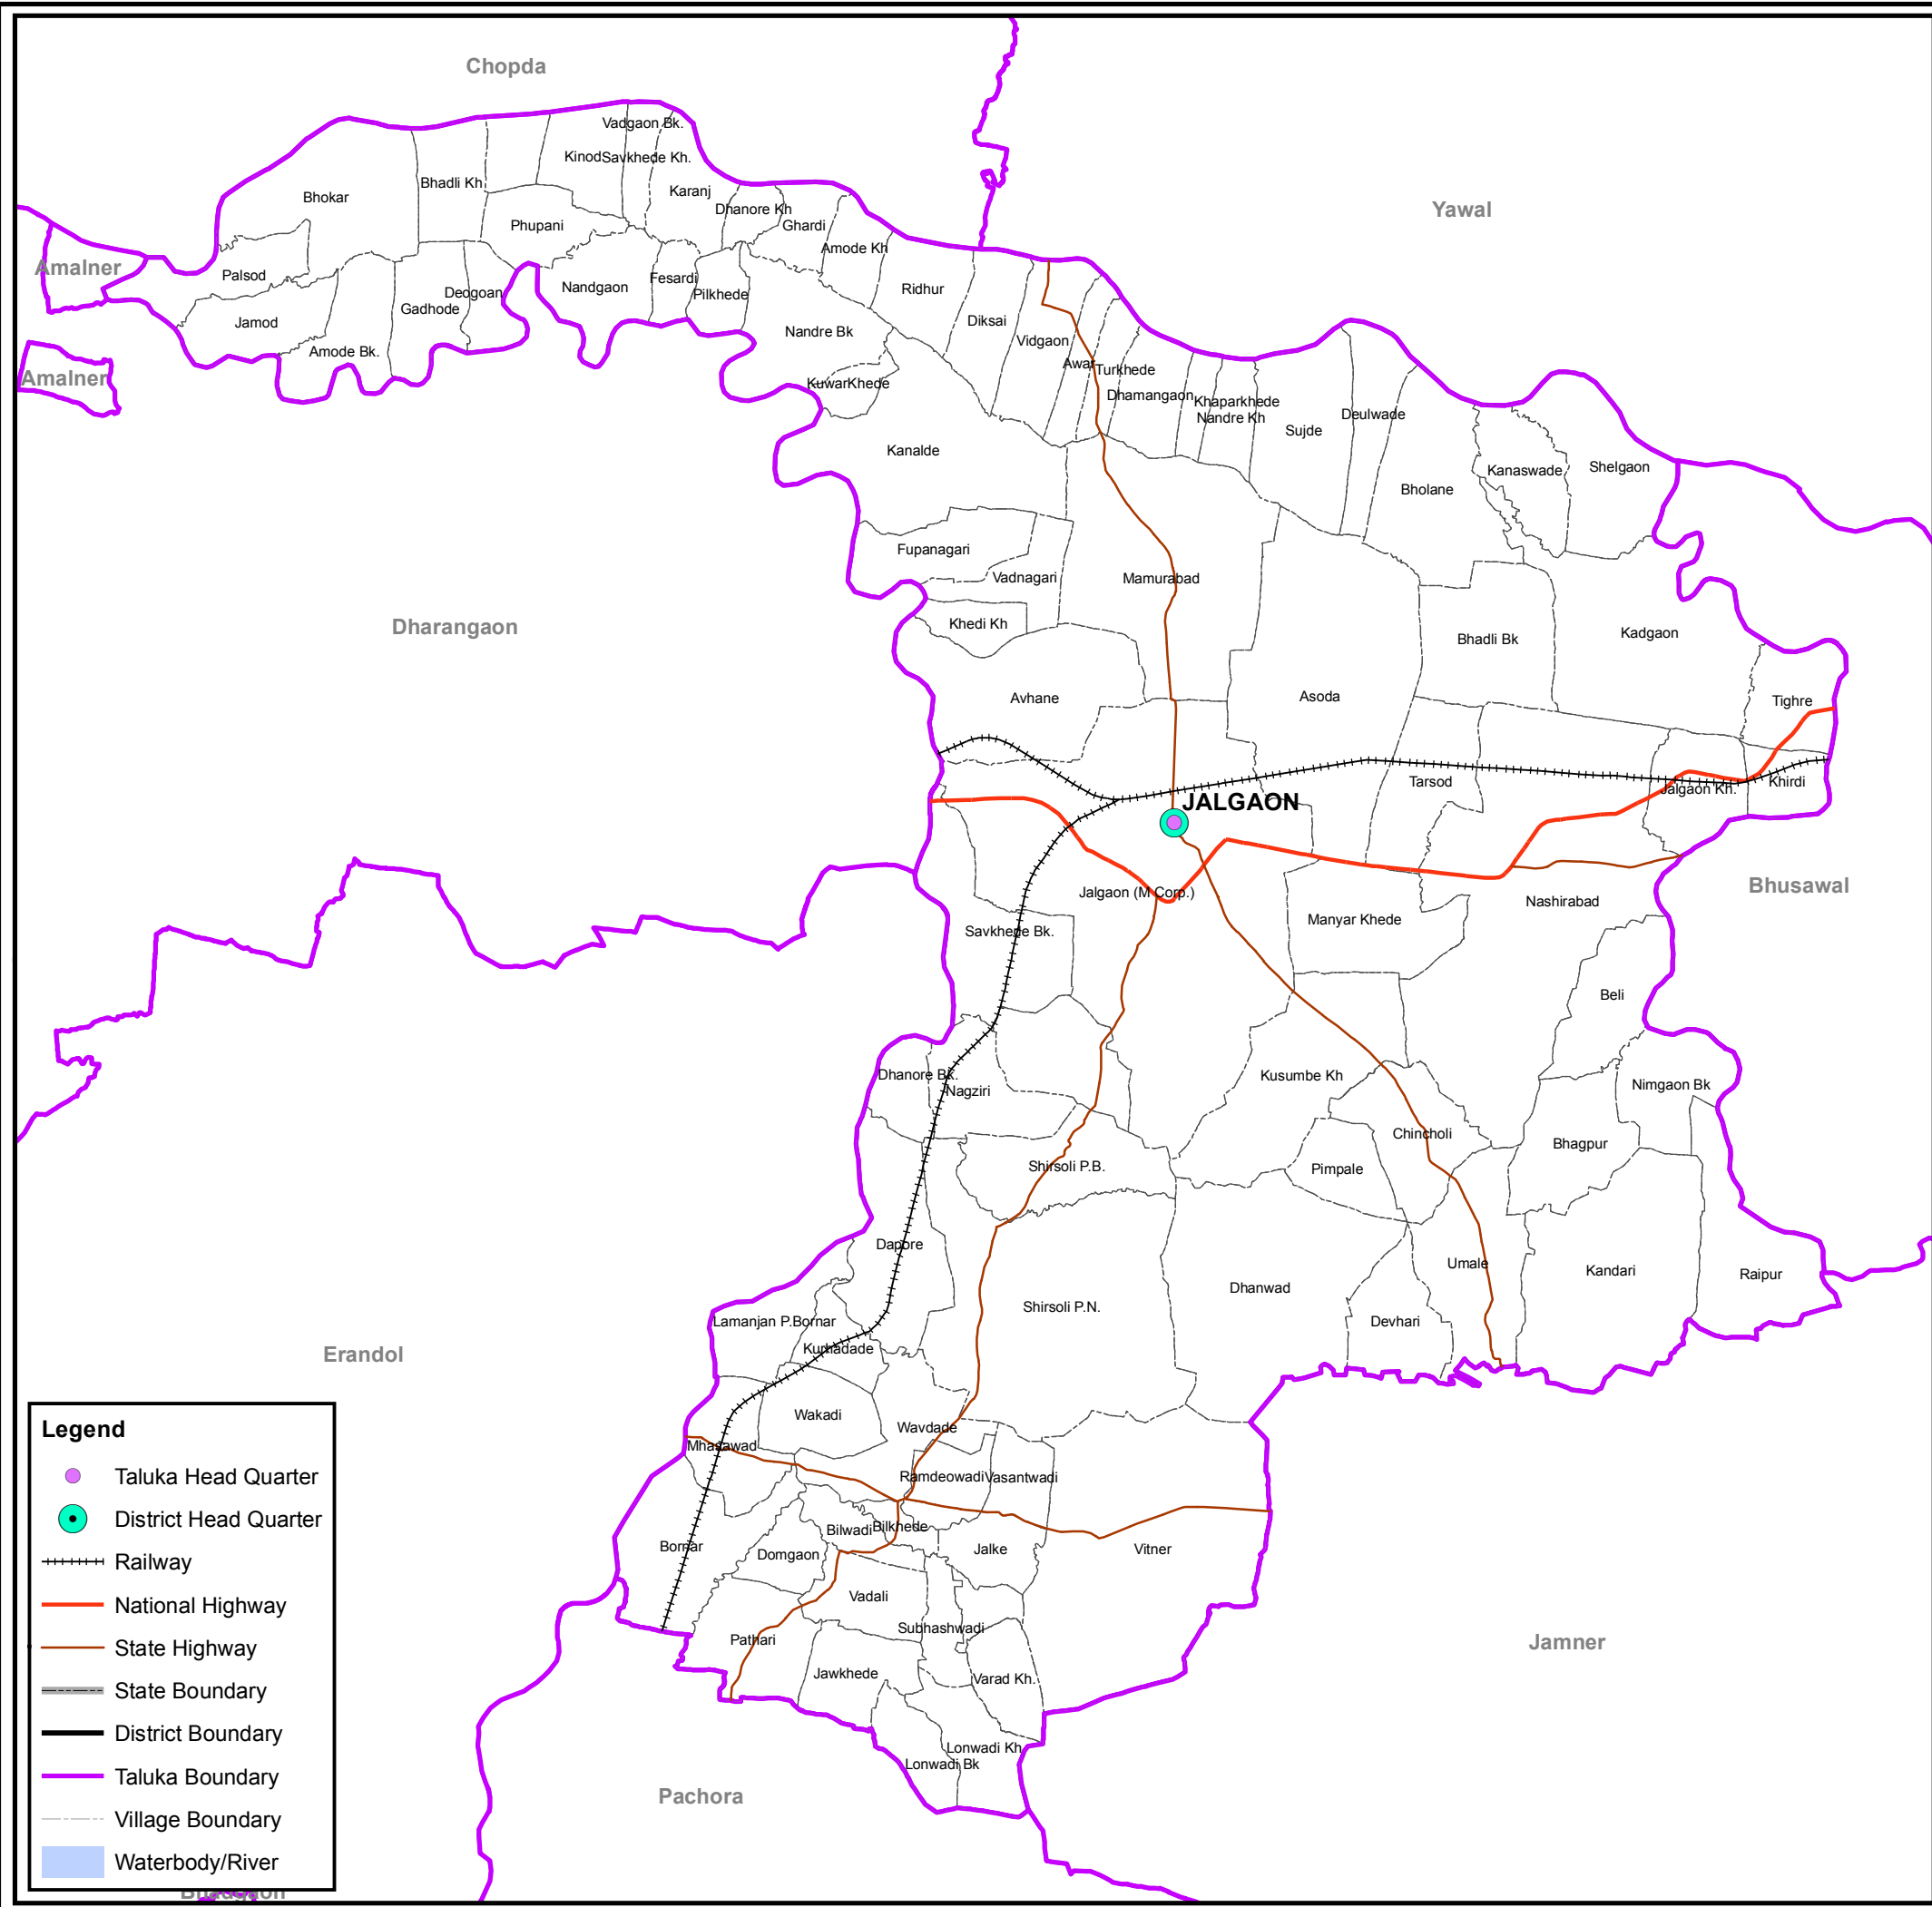 Chopda
Vadgaon Bk.
Kinod
Savkhede Kh.
Bhadli Kh
Karanj
Bhokar
Dhanore Kh
Yawal
Phupani
Ghardi
Amode Kh
Amalner
Palsod
Fesardi
Nandgaon
Ridhur
Deogoan
Pilkhede
Gadhode
Jamod
Diksai
Nandre Bk
Vidgaon
Amode Bk.
Awar
Turkhede
Amalner
KuwarKhede
Dhamangaon
Khaparkhede
Nandre Kh
Deulwade
Sujde
Kanalde
Shelgaon
Kanaswade
Bholane
Fupanagari
Vadnagari
Mamurabad
Khedi Kh
Dharangaon
Kadgaon
Bhadli Bk
Avhane
Asoda
Tighre
Tarsod
Khirdi
Jalgaon Kh.
JALGAON
Bhusawal
Jalgaon (M Corp.)
Nashirabad
Manyar Khede
Savkhede Bk.
Beli
Dhanore Bk.
Kusumbe Kh
Nimgaon Bk
Nagziri
Chincholi
Bhagpur
Shirsoli P.B.
Pimpale
Dapore
Umale
Kandari
Raipur
Dhanwad
Shirsoli P.N.
Lamanjan P.Bornar
Devhari
Kurhadade
Erandol
Wakadi
Wavdade
Mhasawad
Ramdeowadi
Vasantwadi
Bilkhede
Bilwadi
Bornar
Domgaon
Jalke
Vitner
Vadali
Subhashwadi
Pathari
Jamner
Jawkhede
Varad Kh.
Lonwadi Kh
Lonwadi Bk
Pachora
Legend
Taluka Head Quarter
District Head Quarter
Railway
National Highway
State Highway
State Boundary
District Boundary
Taluka Boundary
Village Boundary
Waterbody/River